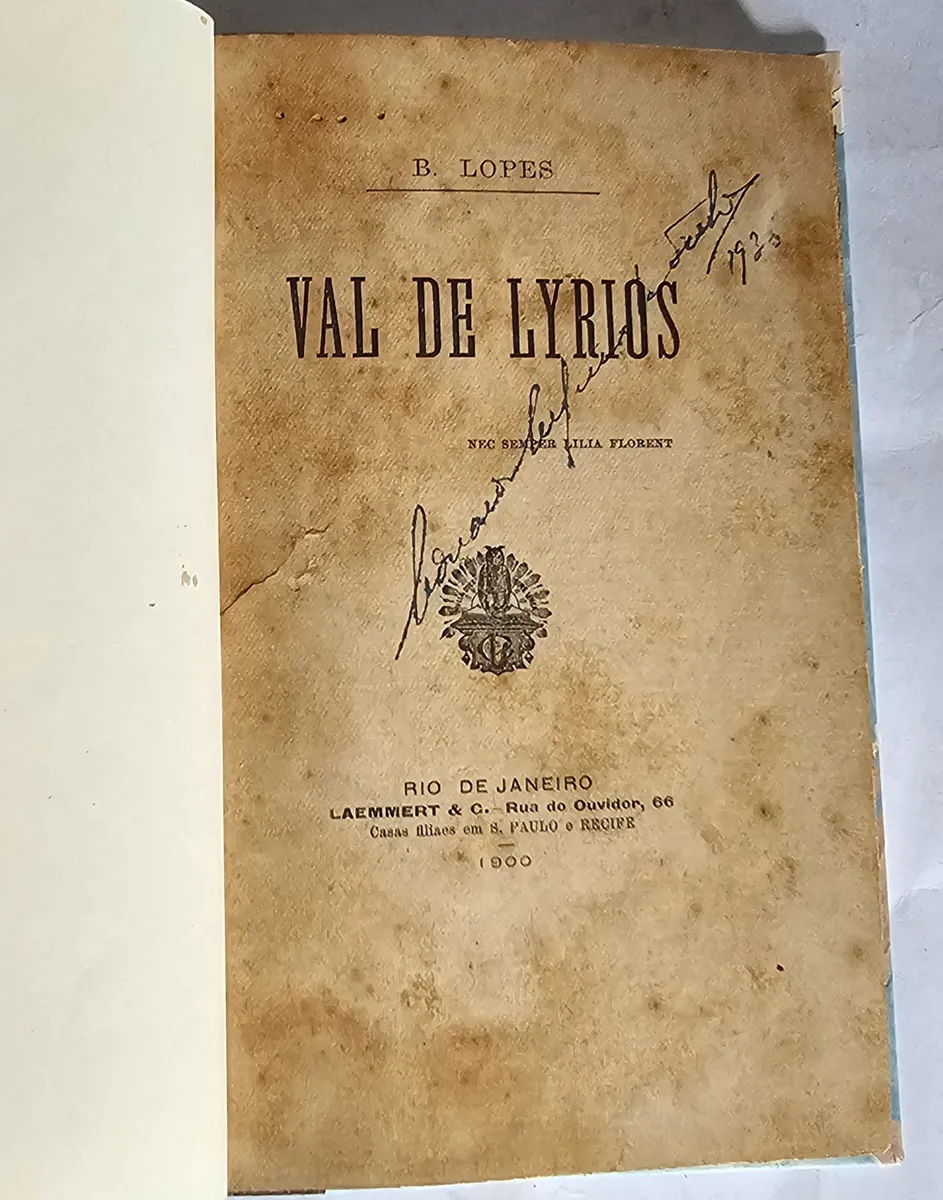 B. LOPES
VAL DE LYRIOS
NEC SEMPER LILIA FLORENT
RIO DE JANEIRO
LAEMMERT & C. - Rua do Ouvidor, 66
Casas filiaes em S. PAULO e RECIFE
1900